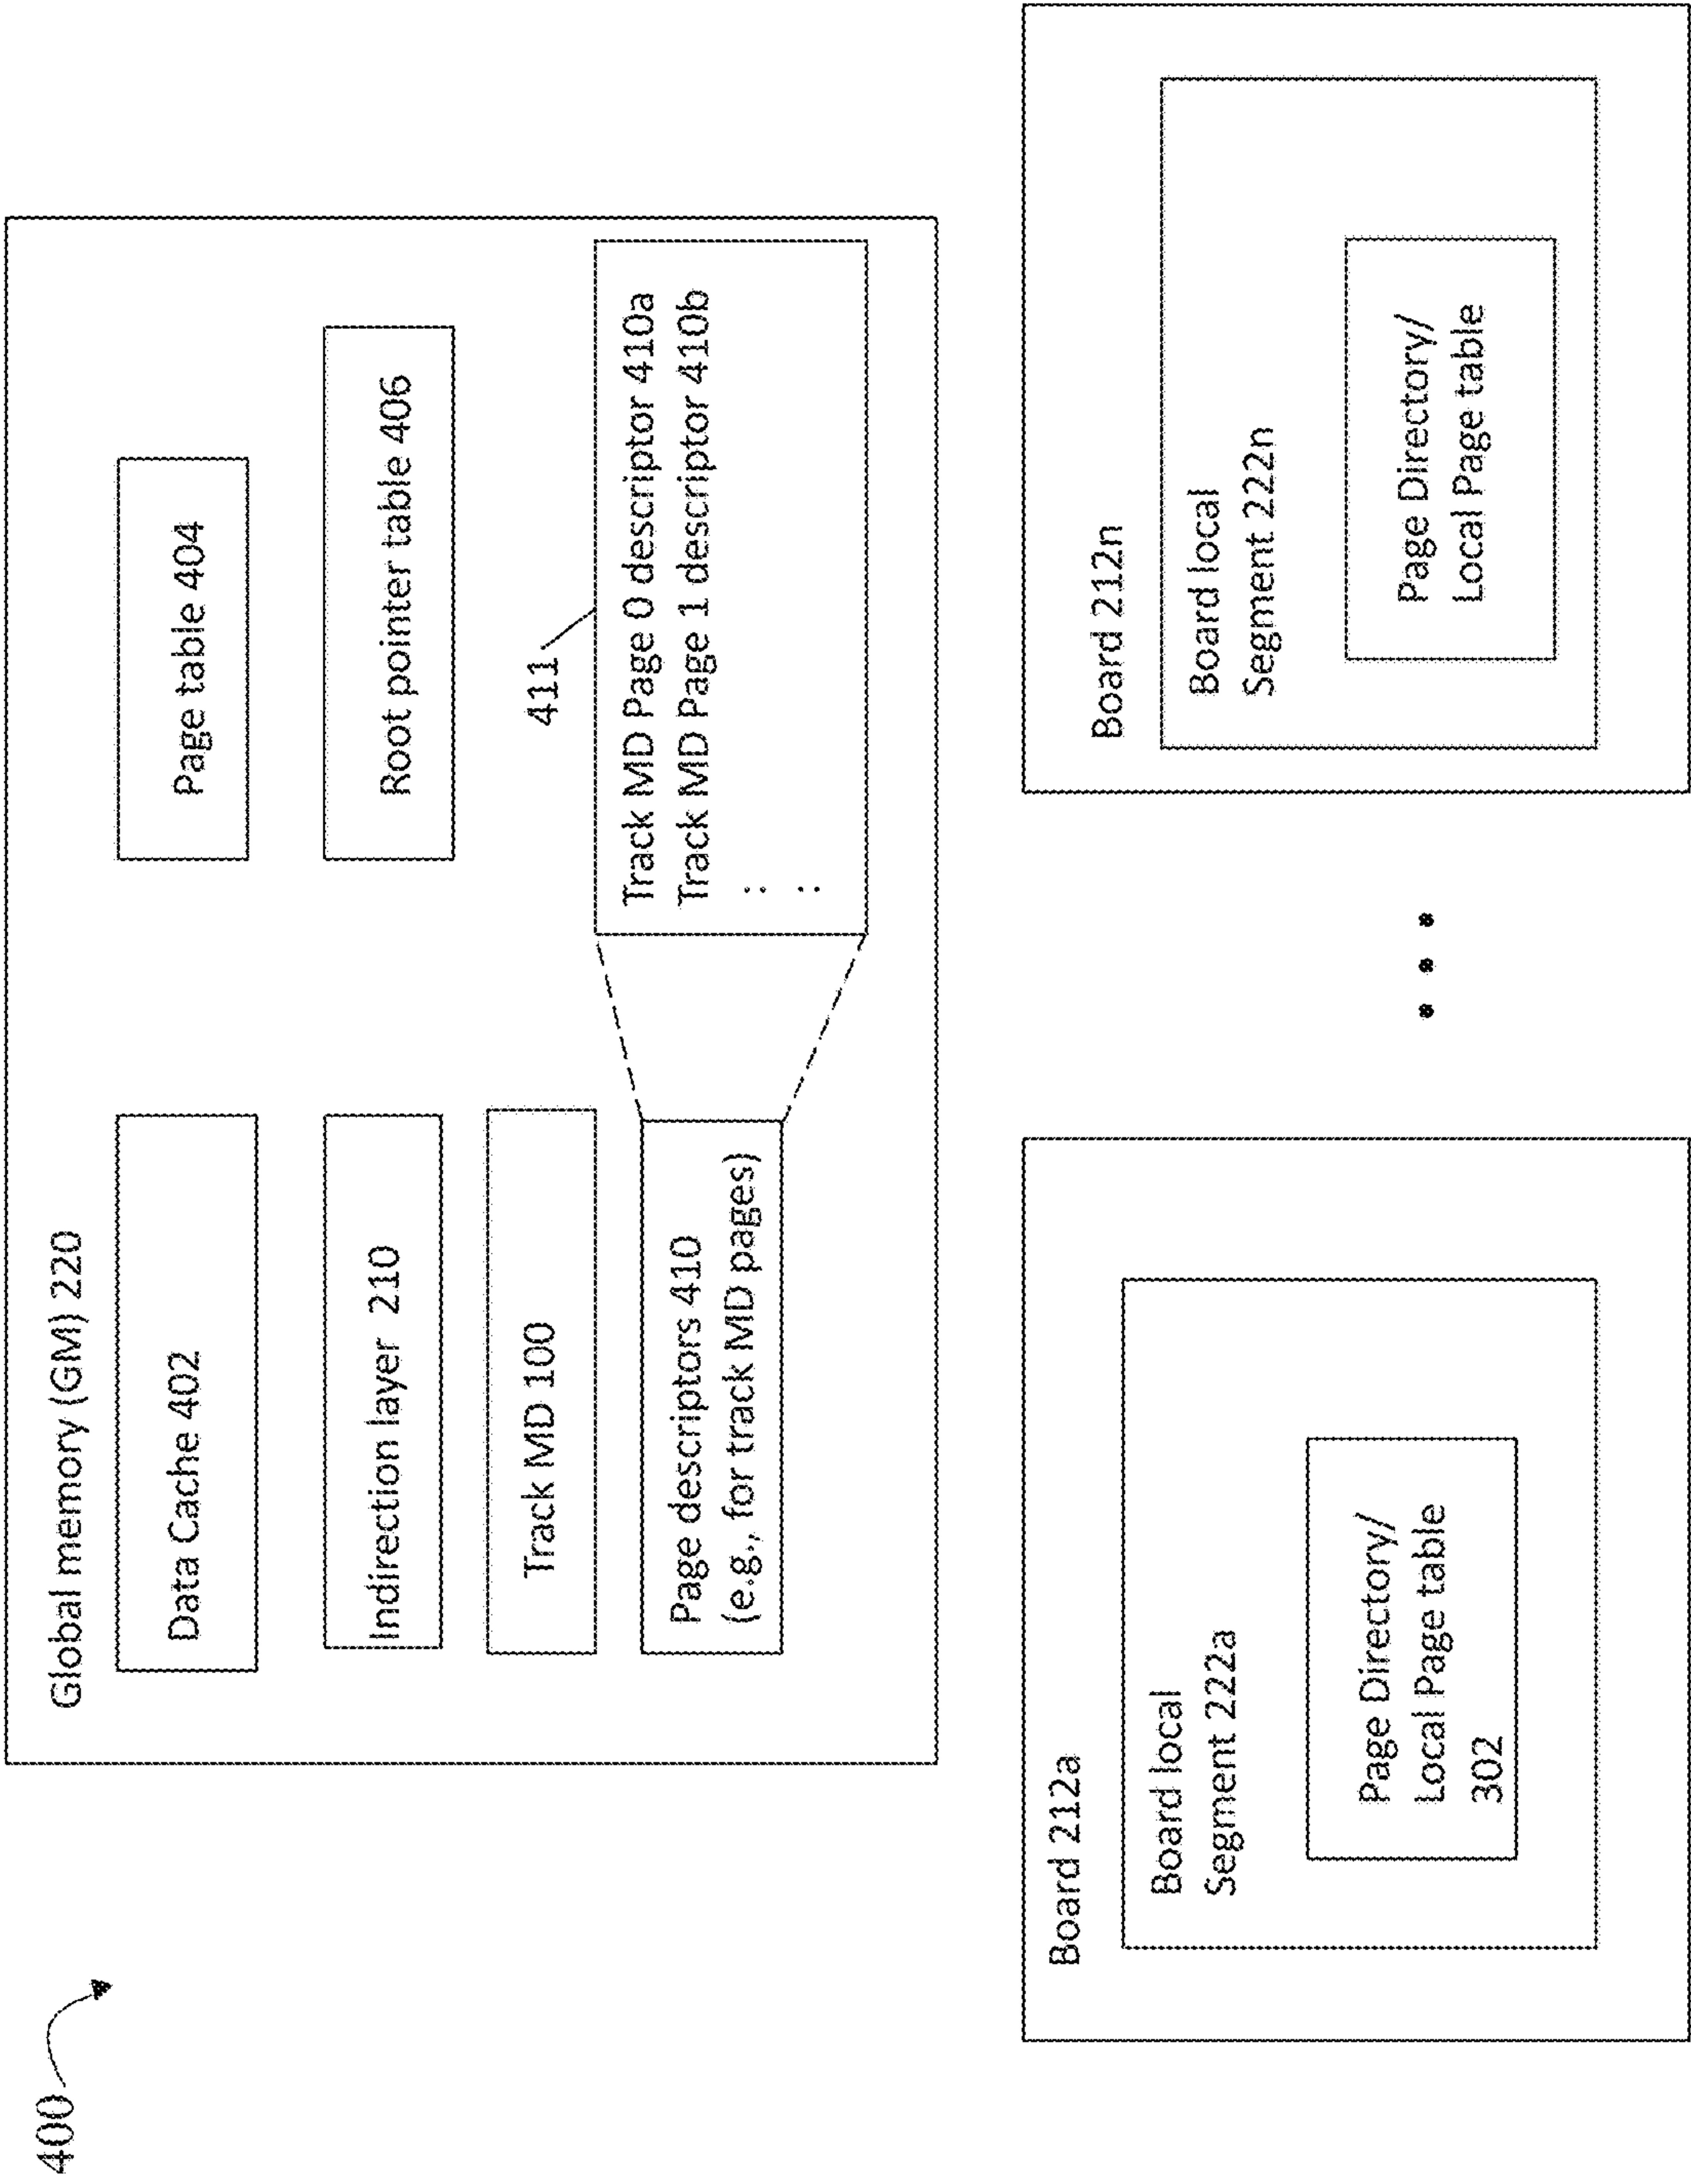 400
Global memory (GM) 220
Data Cache 402
Page table 404
Indirection layer 210
Root pointer table 406
Track MD 100
411
Page descriptors 410
(e.g., for track MD pages)
Track MD Page 0 descriptor 410a
Track MD Page 1 descriptor 410b
:
:
Board 212a
Board local
Segment 222a
Page Directory/
Local Page table
302
Board 212n
Board local
Segment 222n
Page Directory/
Local Page table